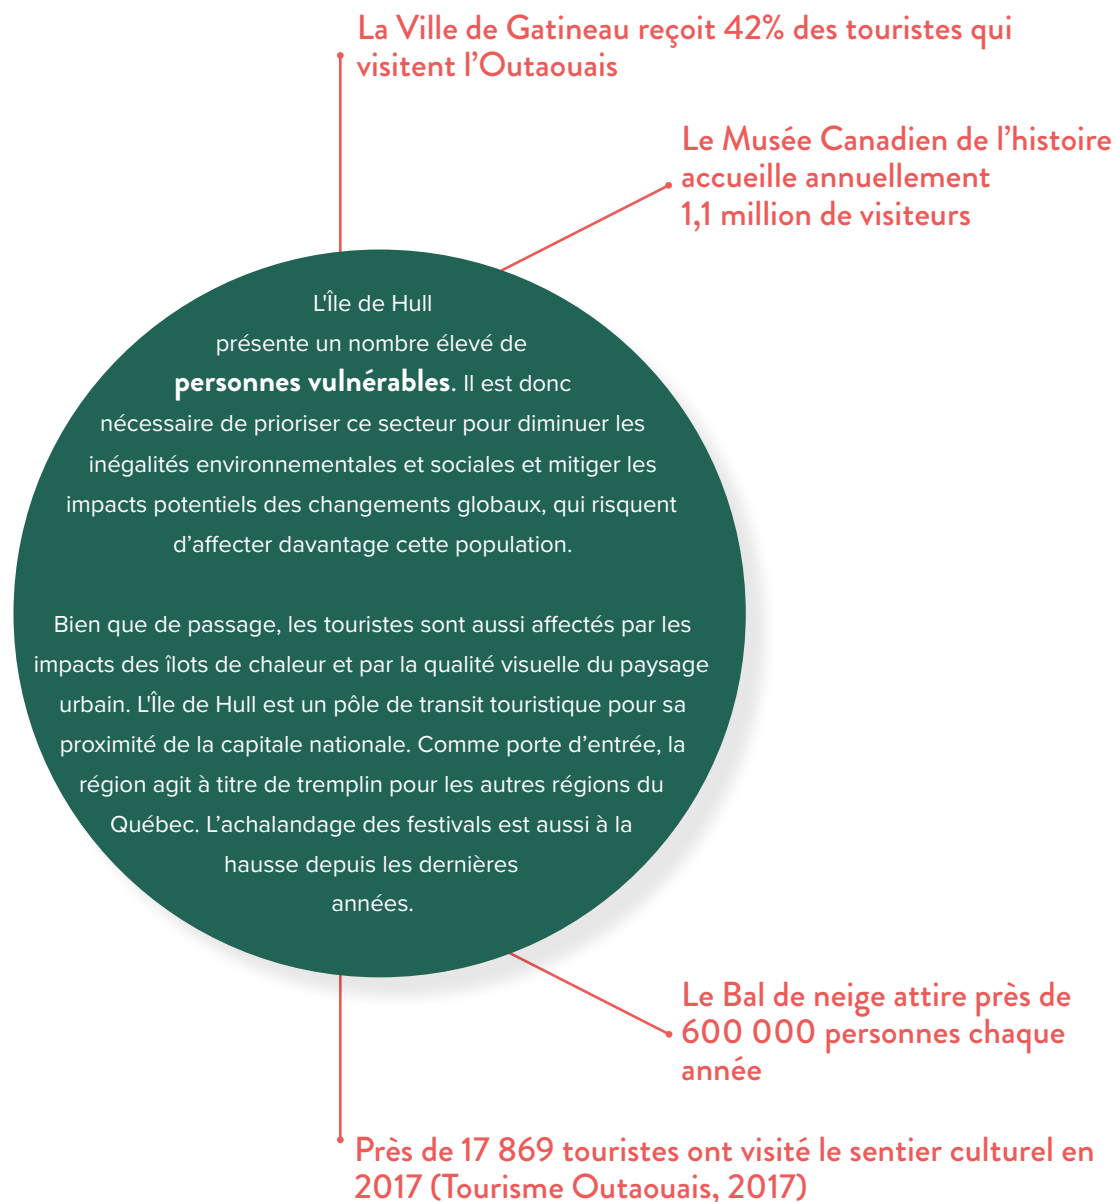 La Ville de Gatineau reçoit 42% des touristes qui
visitent l’Outaouais
Le Musée Canadien de l’histoire
accueille annuellement
1,1 million de visiteurs
L'Île de Hull
présente un nombre élevé de
personnes vulnérables. Il est donc
nécessaire de prioriser ce secteur pour diminuer les
inégalités environnementales et sociales et mitiger les
impacts potentiels des changements globaux, qui risquent
d’affecter davantage cette population.
Bien que de passage, les touristes sont aussi affectés par les
impacts des îlots de chaleur et par la qualité visuelle du paysage
urbain. L'Île de Hull est un pôle de transit touristique pour sa
proximité de la capitale nationale. Comme porte d’entrée, la
région agit à titre de tremplin pour les autres régions du
Québec. L’achalandage des festivals est aussi à la
hausse depuis les dernières
années.
Le Bal de neige attire près de
600 000 personnes chaque
année
Près de 17 869 touristes ont visité le sentier culturel en
2017 (Tourisme Outaouais, 2017)